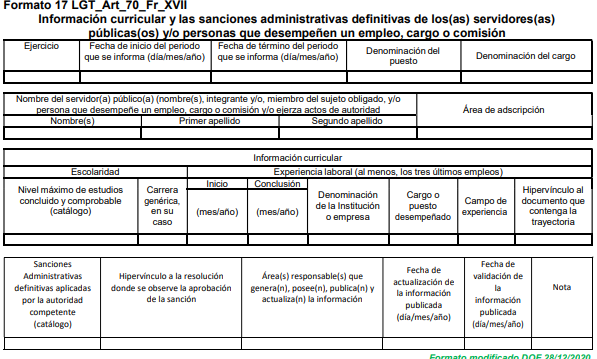 Formato 17 LGT_Art_70_Fr_XVII
Información curricular y las sanciones administrativas definitivas de los(as) servidores(as)
públicas(os) y/o personas que desempeñen un empleo, cargo o comisión
Ejercicio
Fecha de inicio del periodo
que se informa (día/mes/año)
Fecha de término del periodo
que se informa (día/mes/año)
Denominación del
puesto
Denominación del cargo
Nombre del servidor(a) público(a) (nombre(s), integrante y/o, miembro del sujeto obligado, y/o
persona que desempeñe un empleo, cargo o comisión y/o ejerza actos de autoridad
Área de adscripción
Nombre(s)
Primer apellido
Segundo apellido
Información curricular
Escolaridad
Experiencia laboral (al menos, los tres últimos empleos)
Nivel máximo de estudios
concluido y comprobable
(catálogo)
Carrera
genérica,
en su
caso
Inicio
(mes/año)
Conclusión
(mes/año)
Denominación
de la Institución
o empresa
Cargo o
puesto
desempeñado
Campo de
experiencia
Hipervínculo al
documento que
contenga la
trayectoria
Sanciones
Administrativas
definitivas aplicadas
por la autoridad
competente
(catálogo)
Hipervínculo a la resolución
donde se observe la aprobación
de la sanción
Área(s) responsable(s) que
genera(n), posee(n), publica(n) y
actualiza(n) la información
Fecha de
actualización de
la información
publicada
(día/mes/año)
Fecha de
validación de
la
información
publicada
(día/mes/año)
Nota
Formato modificado DOF 28/12/2020